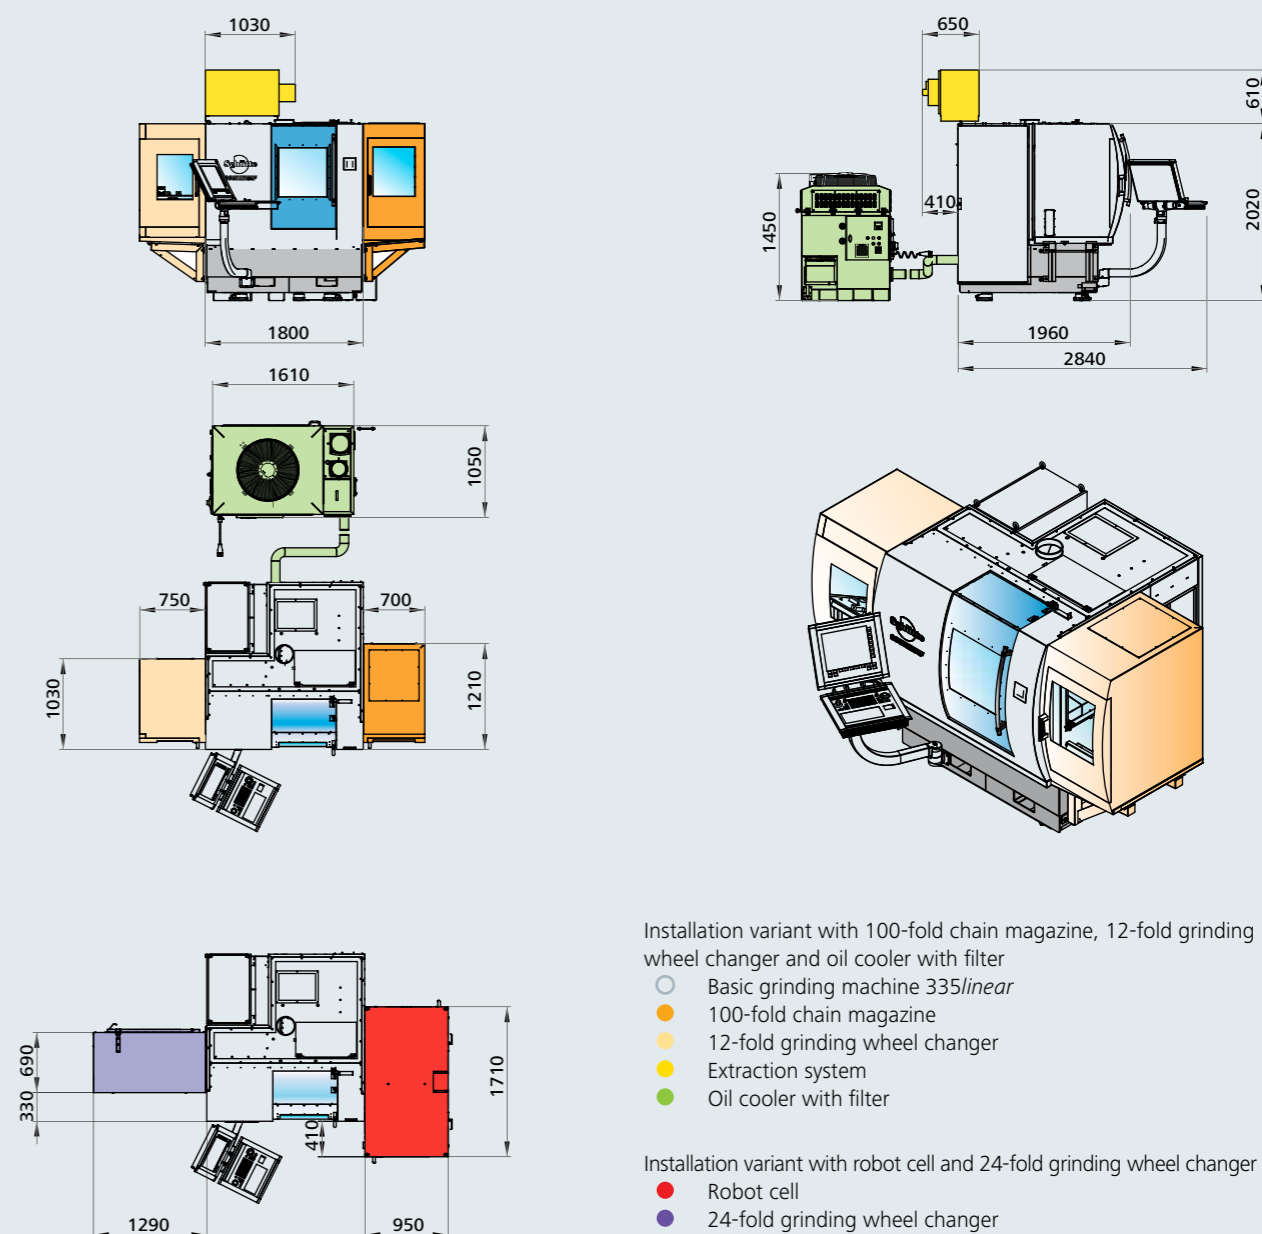 1030
650
610
410
1450
2020
1800
1960
2840
1610
1050
750
700
1030
1210
690
330
410
1710
1290
950
Schütte
Schütte
Installation variant with 100-fold chain magazine, 12-fold grinding
wheel changer and oil cooler with filter
Basic grinding machine 335linear
100-fold chain magazine
12-fold grinding wheel changer
Extraction system
Oil cooler with filter
Installation variant with robot cell and 24-fold grinding wheel changer
Robot cell
24-fold grinding wheel changer